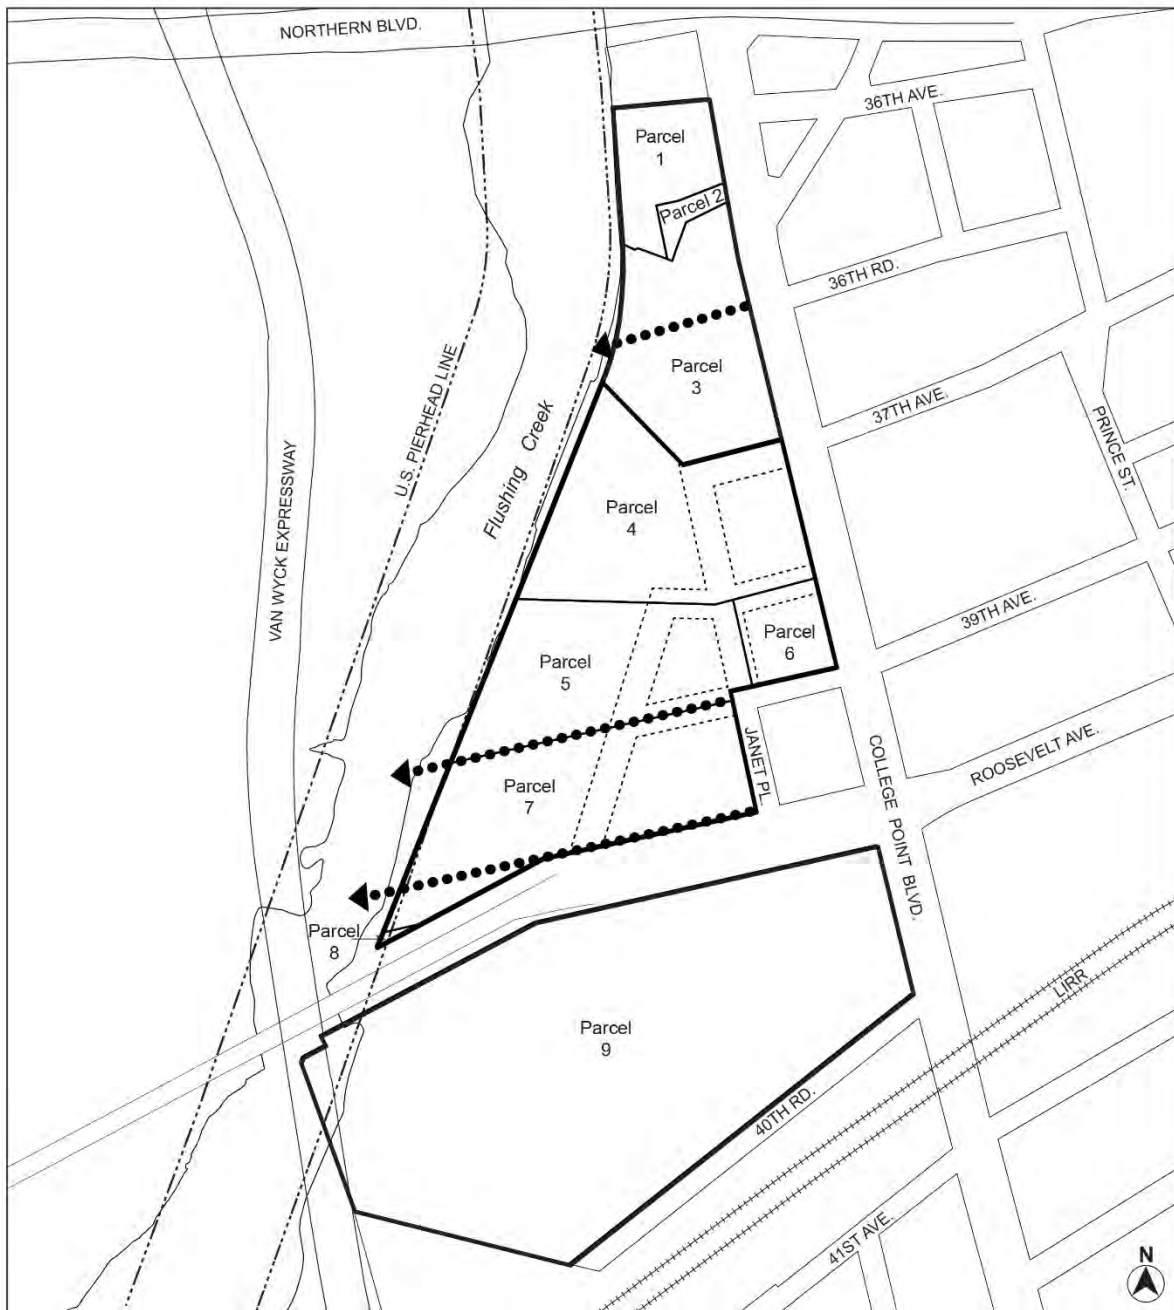 NORTHERN BLVD.
36TH AVE.
Parcel
1
Parcel 2
36TH RD.
Parcel
3
U.S. PIERHEAD LINE
37TH AVE.
Flushing Creek
PRINCE ST.
VAN WYCK EXPRESSWAY
Parcel
4
39TH AVE.
Parcel
6
Parcel
5
JANET PL.
COLLEGE POINT BLVD.
ROOSEVELT AVE.
Parcel
7
Parcel
8
LIRR
Parcel
9
40TH RD.
41ST AVE.
N